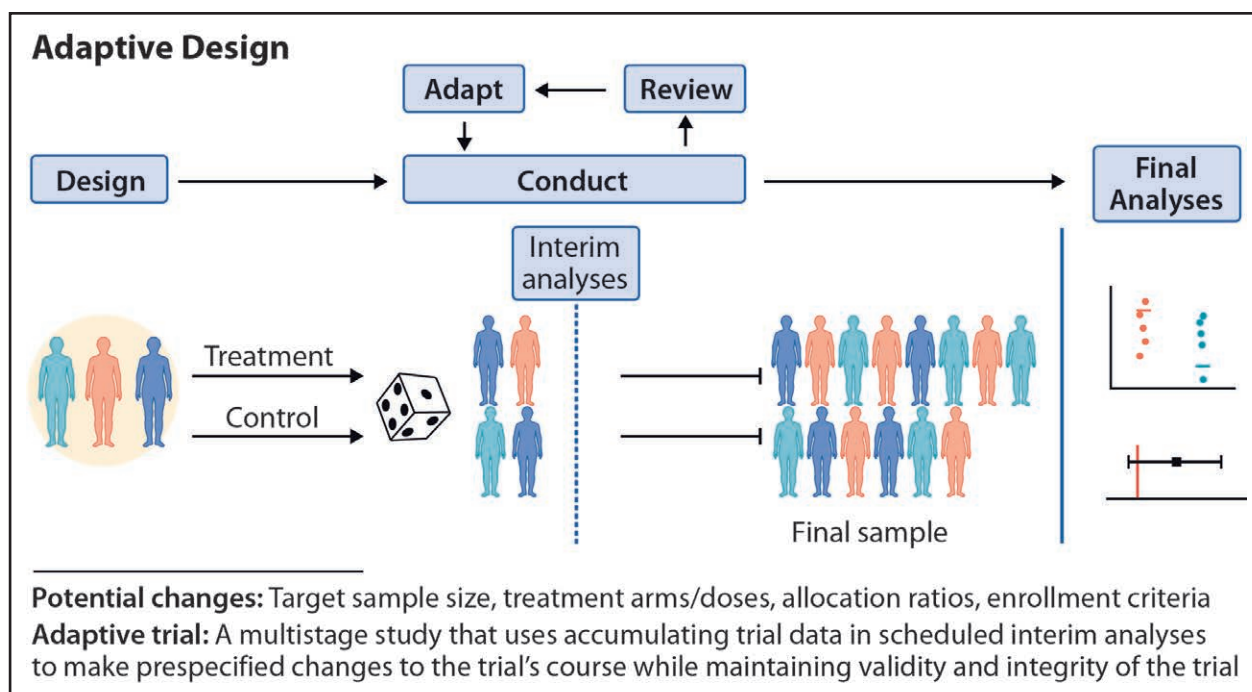 Adaptive Design
Adapt
Review
Design
Conduct
Final
Analyses
Interim
analyses
Treatment
Control
Final sample
Potential changes: Target sample size, treatment arms/doses, allocation ratios, enrollment criteria
Adaptive trial: A multistage study that uses accumulating trial data in scheduled interim analyses
to make prespecified changes to the trial's course while maintaining validity and integrity of the trial